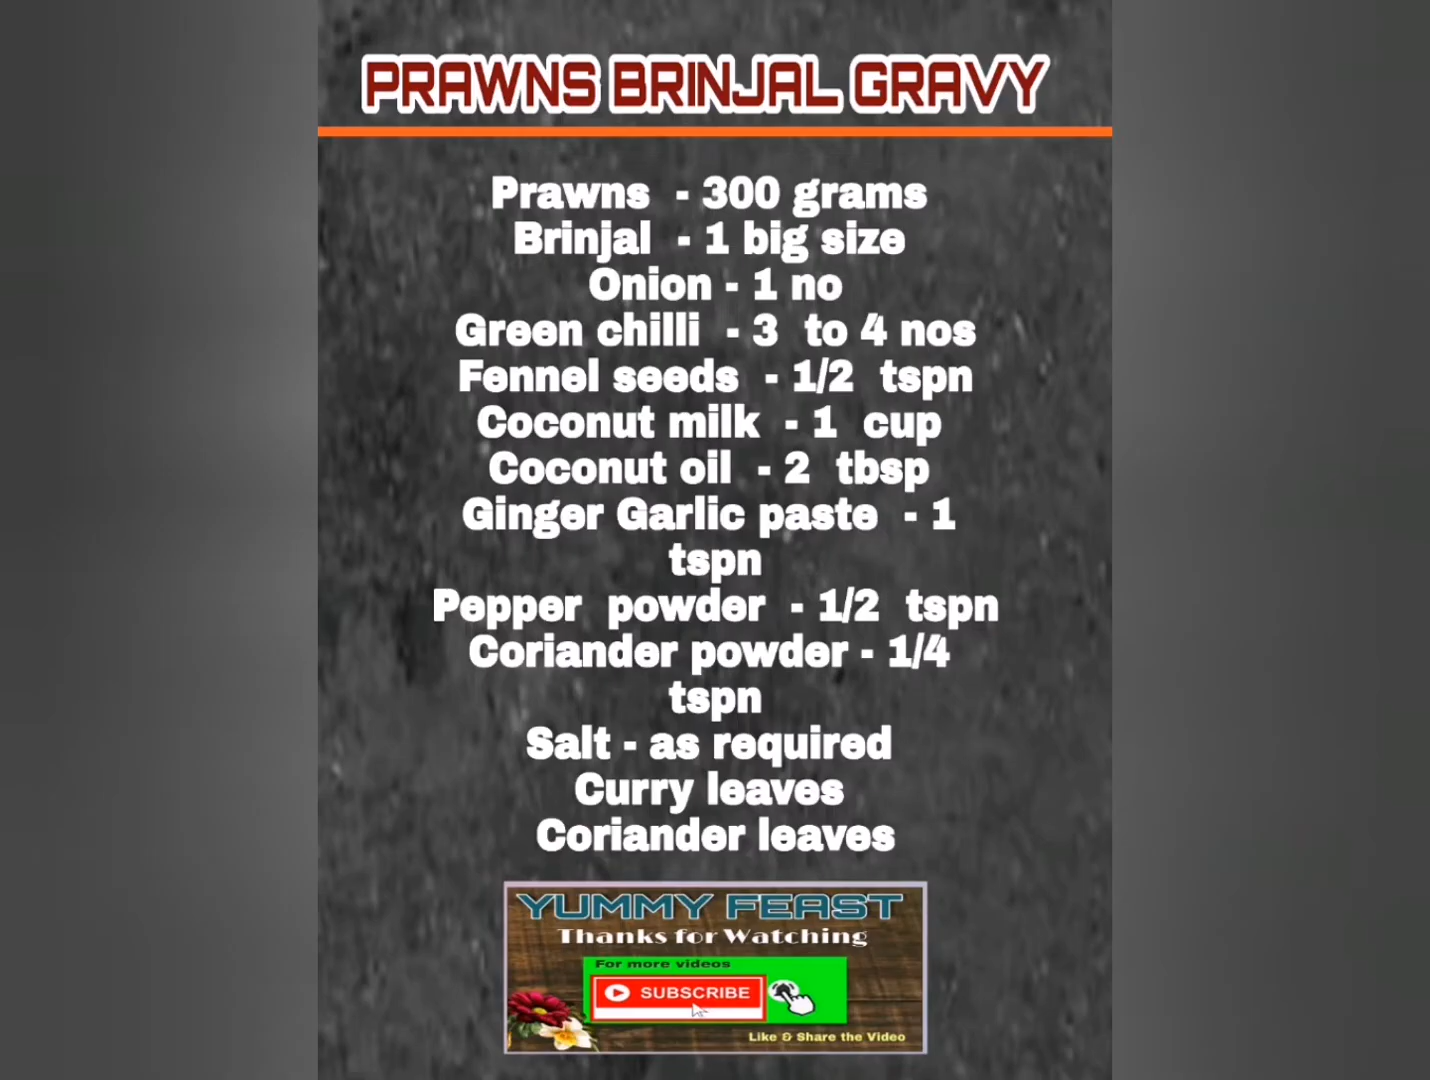 PRAWNS BRINJAL GRAVY
Prawns - 300 grams
Brinjal - 1 big size
Onion - 1 no
Green chilli - 3 to 4 nos
Fennel seeds - 1/2 tspn
Coconut milk - 1 cup
Coconut oil - 2 tbsp
Ginger Garlic paste - 1
tspn
Pepper powder - 1/2 tspn
Coriander powder - 1/4
tspn
Salt - as required
Curry leaves
Coriander leaves
YUMMY FEAST
Thanks for Watching
For more videos
SUBSCRIBE
Like & Share the Video